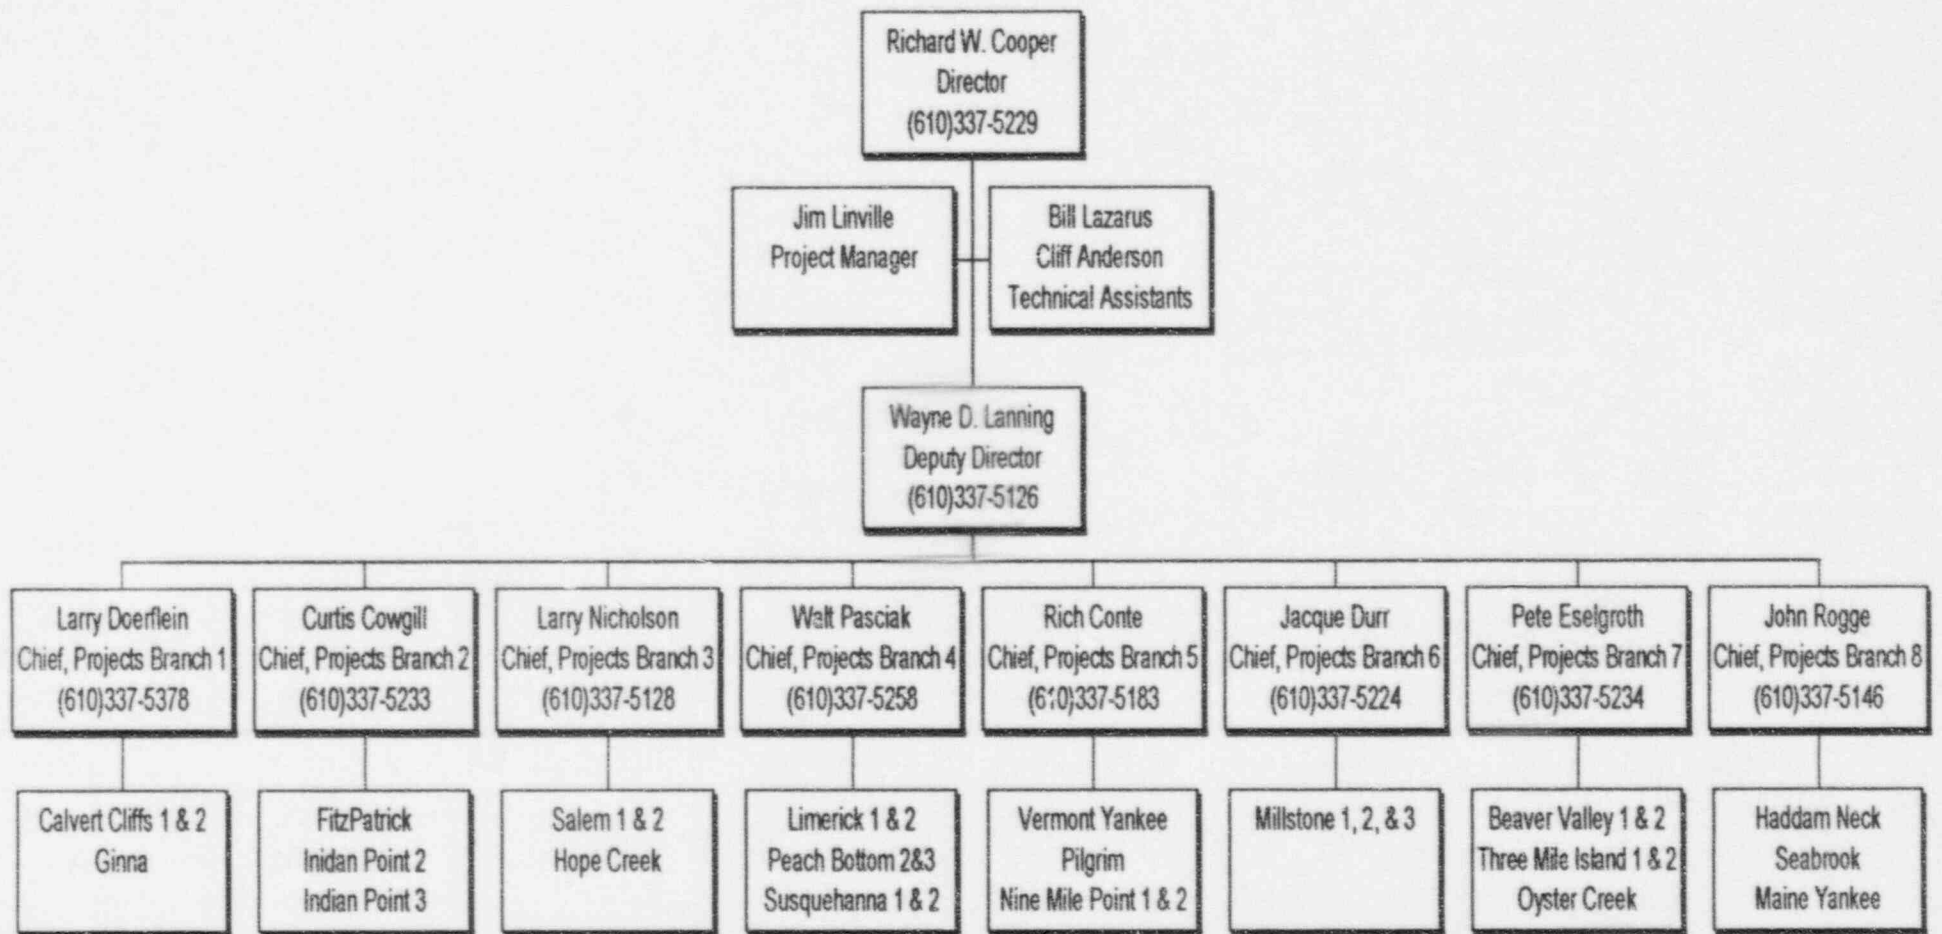 Richard W. Cooper
Director
(610)337-5229
Jim Linville
Project Manager
Bill Lazarus
Cliff Anderson
Technical Assistants
Wayne D. Lanning
Deputy Director
(610)337-5126
Larry Doerflein
Chief, Projects Branch 1
(610)337-5378
Curtis Cowgill
Chief, Projects Branch 2
(610)337-5233
Larry Nicholson
Chief, Projects Branch 3
(610)337-5128
Walt Pasciak
Chief, Projects Branch 4
(610)337-5258
Rich Conte
Chief, Projects Branch 5
(610)337-5183
Jacque Durr
Chief, Projects Branch 6
(610)337-5224
Pete Eselgroth
Chief, Projects Branch 7
(610)337-5234
John Rogge
Chief, Projects Branch 8
(610)337-5146
Calvert Cliffs 1 & 2
Ginna
FitzPatrick
Inidan Point 2
Indian Point 3
Salem 1 & 2
Hope Creek
Limerick 1 & 2
Peach Bottom 2&3
Susquehanna 1 & 2
Vermont Yankee
Pilgrim
Nine Mile Point 1 & 2
Millstone 1, 2, & 3
Beaver Valley 1 & 2
Three Mile Island 1 & 2
Oyster Creek
Haddam Neck
Seabrook
Maine Yankee